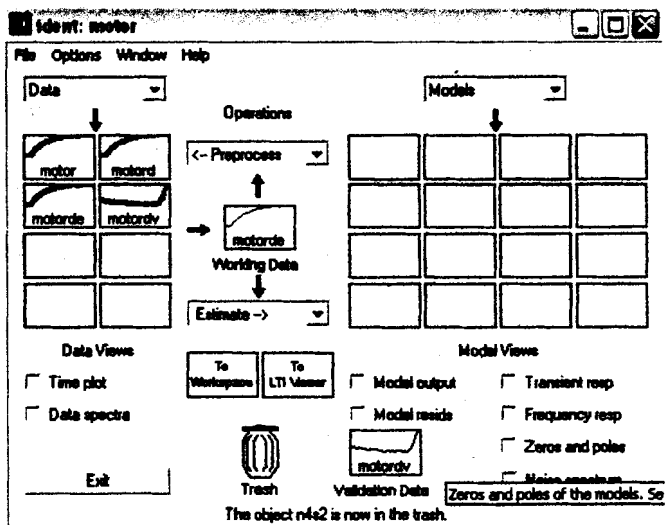 ident: motor
File Options Window Help
Data
Models
Operations
motor
motord
<-- Preprocess
motorde
motordv
motorde
Working Data
Estimate -->
Data Views
Model Views
Time plot
Data spectra
To Workspace
To LTI Viewer
Model output
Transient resp
Model resids
Frequency resp
Zeros and poles
Noise spectrum
motordv
Exit
Trash
Validation Data
Zeros and poles of the models. Se
The object n4s2 is now in the trash.